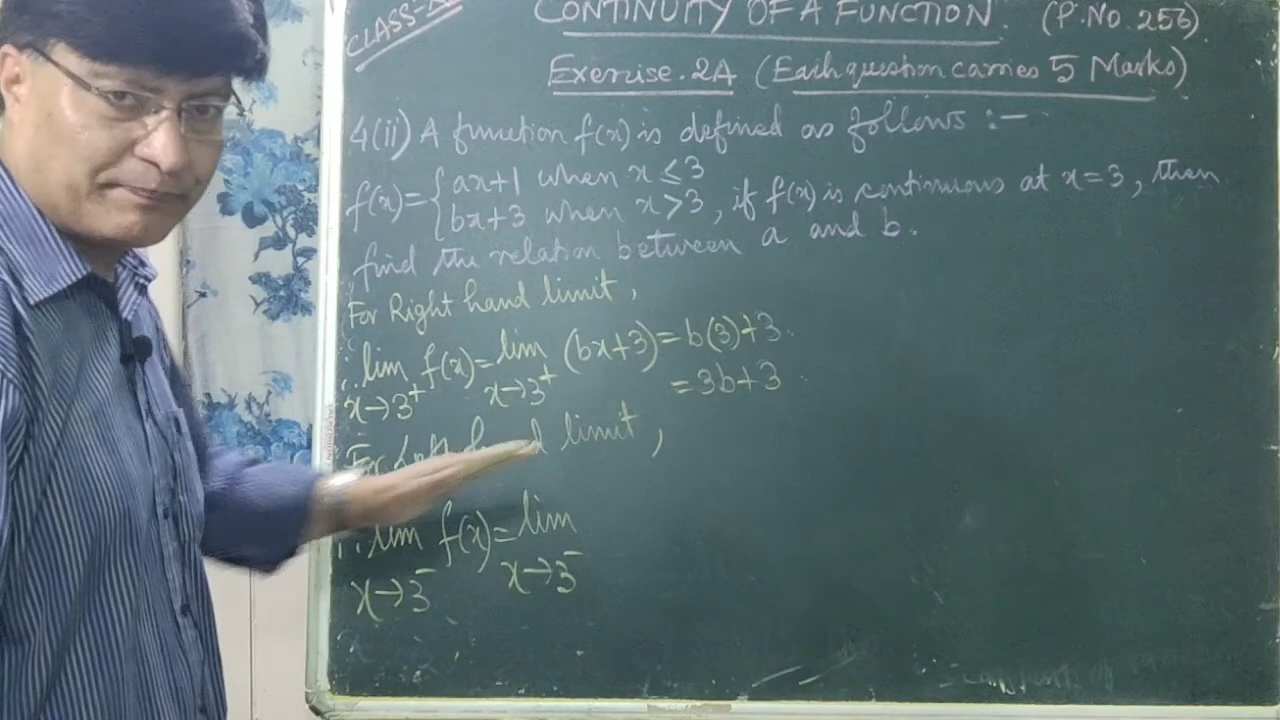 CONTINUITY OF A FUNCTION. (P.No.256)
Exercise.2A (Each question carries 5 Marks)
4(ii) A function f(x) is defined as follows :-
f(x)= { ax+1 when x ≤ 3
bx+3 when x>3, if f(x) is continuous at x=3, then
find the relation between a and b.
For Right hand limit,
∴ lim x→3⁺ f(x) = lim x→3⁺ (bx+3) = b(3)+3
= 3b+3
For hand limit,
∴ lim x→3⁻ f(x) = lim x→3⁻